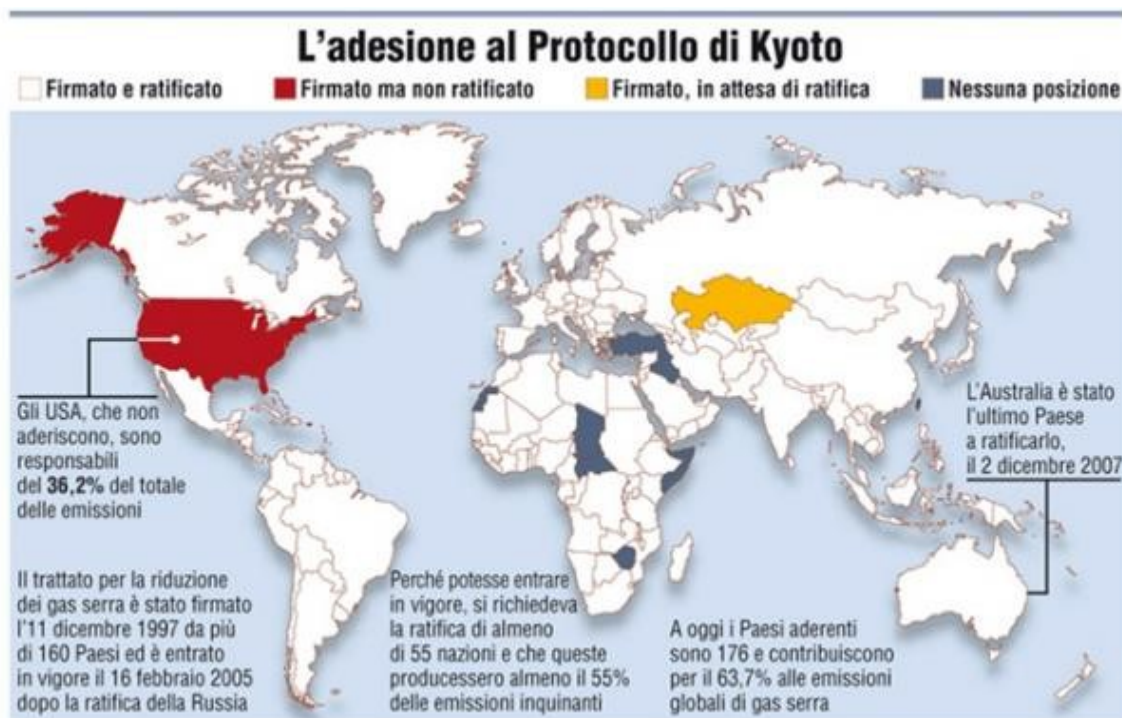 L'adesione al Protocollo di Kyoto
Firmato e ratificato
Firmato ma non ratificato
Firmato, in attesa di ratifica
Nessuna posizione
Gli USA, che non
aderiscono, sono
responsabili
del 36,2% del totale
delle emissioni
L'Australia è stato
l'ultimo Paese
a ratificarlo,
il 2 dicembre 2007
Il trattato per la riduzione
dei gas serra è stato firmato
l'11 dicembre 1997 da più
di 160 Paesi ed è entrato
in vigore il 16 febbraio 2005
dopo la ratifica della Russia
Perché potesse entrare
in vigore, si richiedeva
la ratifica di almeno
di 55 nazioni e che queste
producessero almeno il 55%
delle emissioni inquinanti
A oggi i Paesi aderenti
sono 176 e contribuiscono
per il 63,7% alle emissioni
globali di gas serra